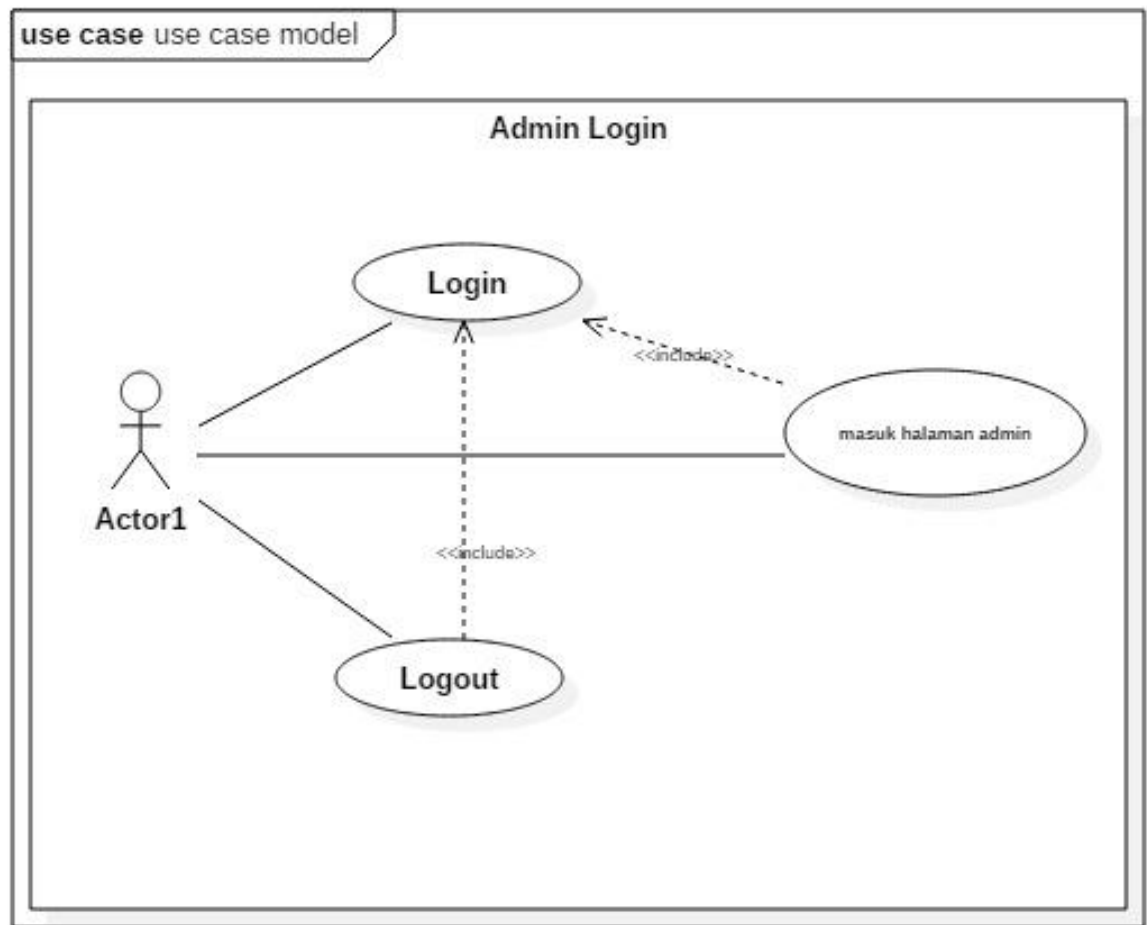 use case use case model
Admin Login
Login
<<include>>
masuk halaman admin
Actor1
<<include>>
Logout